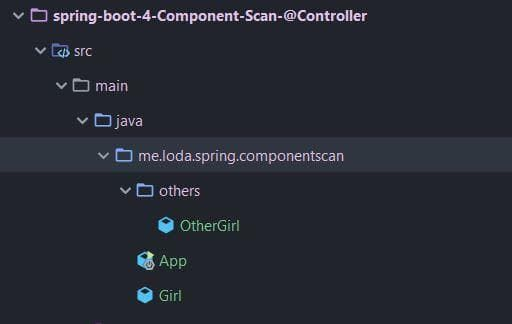 spring-boot-4-Component-Scan-@Controller
src
main
java
me.loda.spring.componentscan
others
OtherGirl
App
Girl